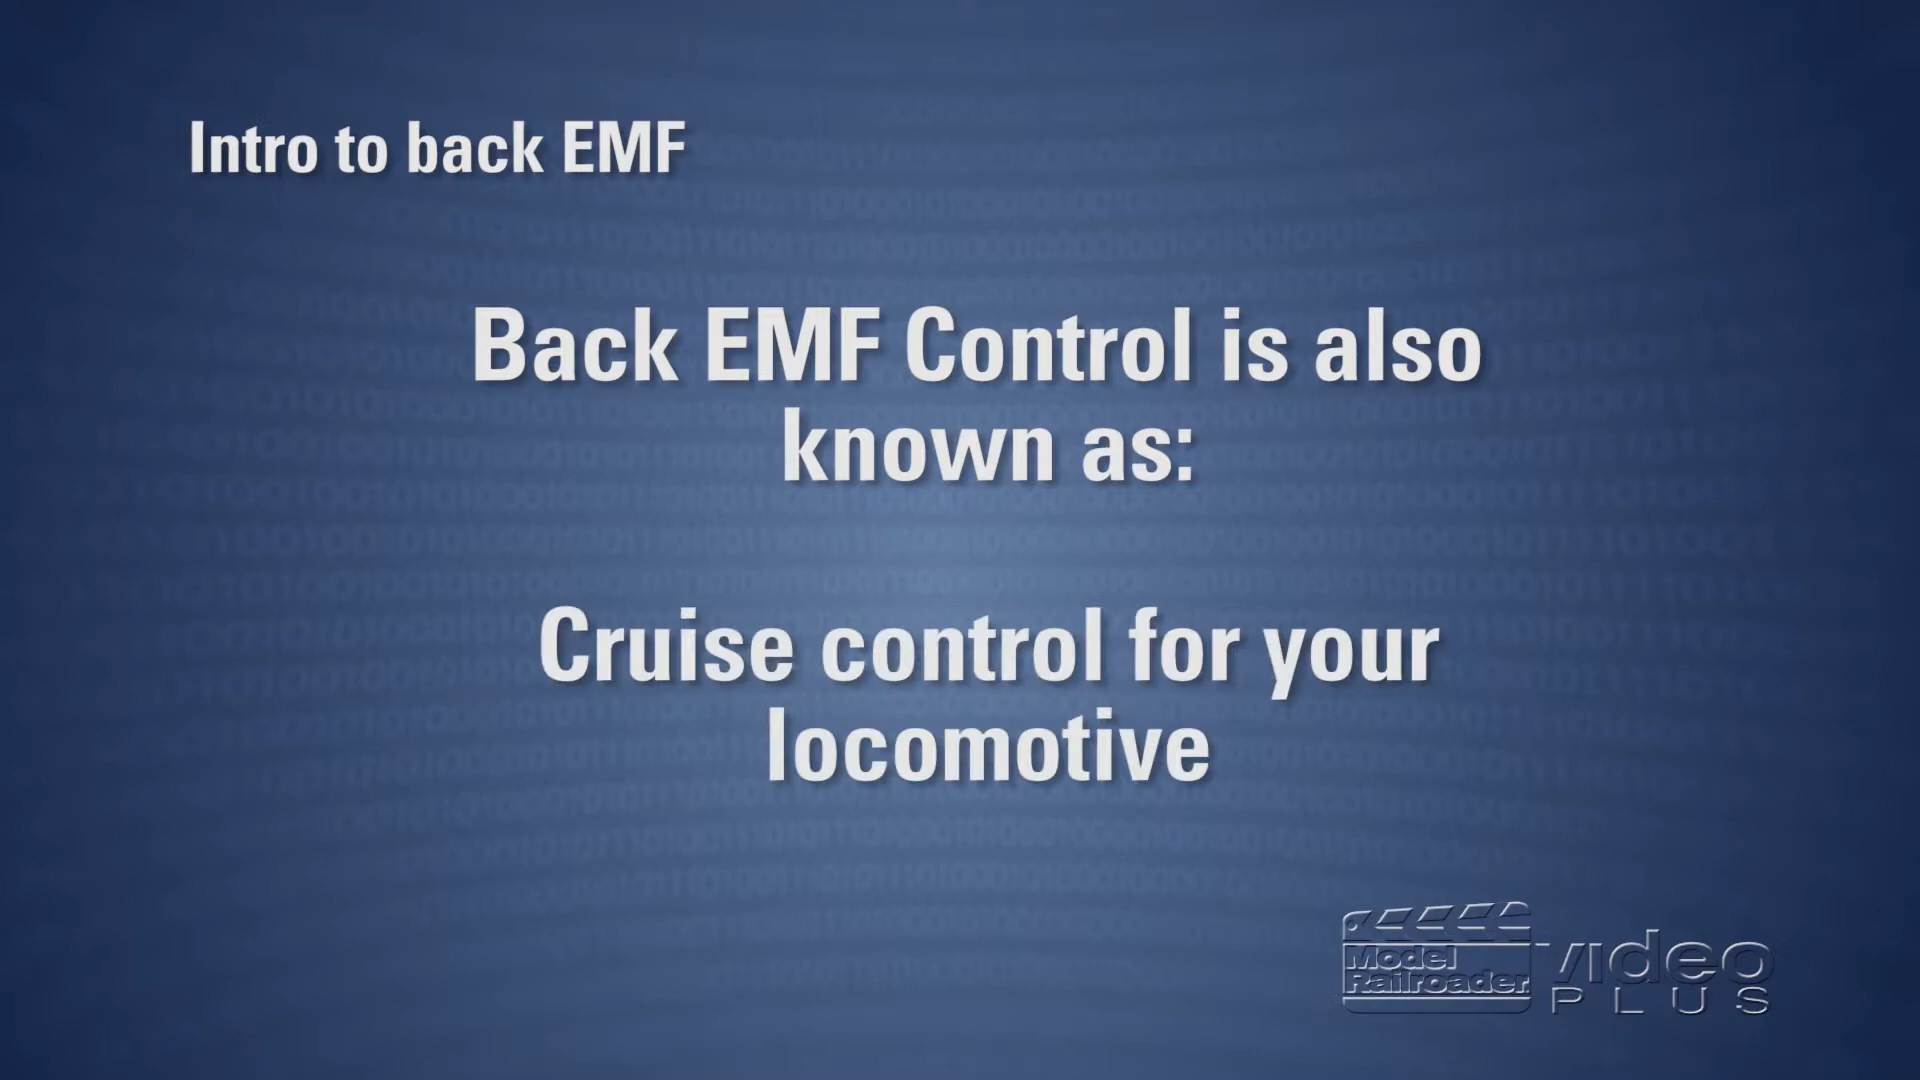 Intro to back EMF
Back EMF Control is also
known as:
Cruise control for your
locomotive
Model
Railroader
video
PLUS